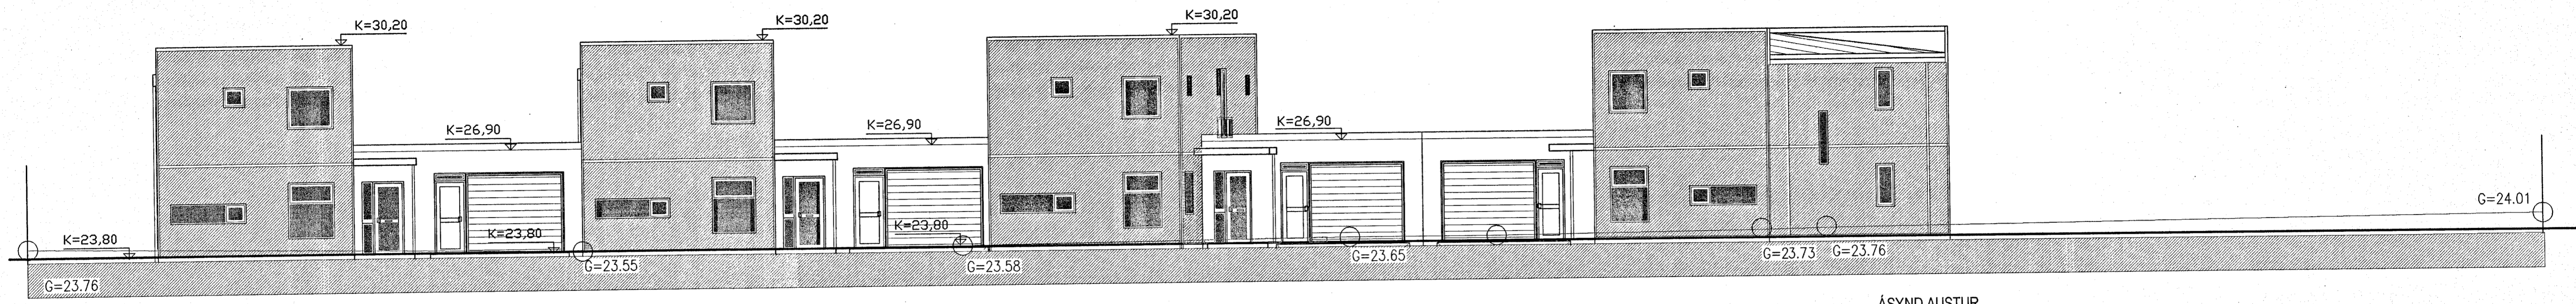 K=30,20
K=30,20
K=30,20
K=26,90
K=26,90
K=26,90
G=24.01
K=23,80
K=23,80
K=23,80
G=23.76
G=23.55
G=23.58
G=23.65
G=23.73
G=23.76
ÁSYND AUSTUR